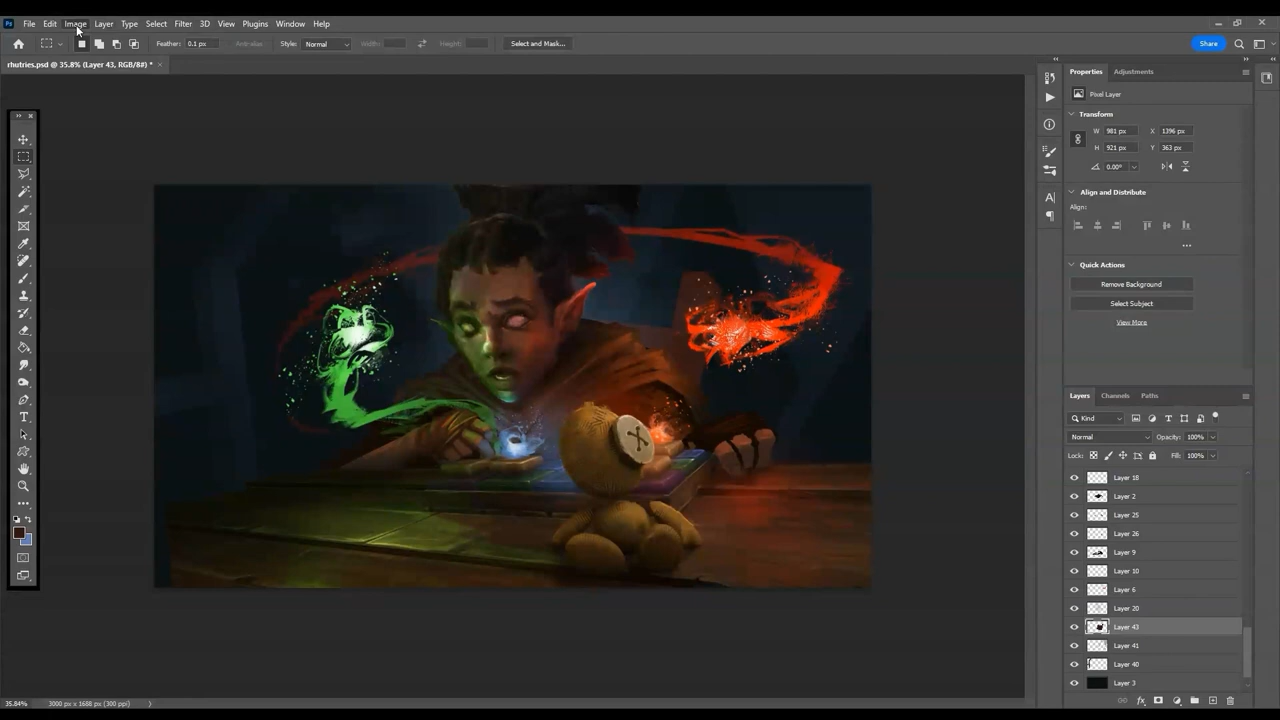 Ps File Edit Image Layer Type Select Filter 3D View Plugins Window Help
Feather: 0.1 px Anti-alias Style: Normal Width: Height: Select and Mask... Share
rhutries.psd @ 35.8% (Layer 43, RGB/8#) *
Properties Adjustments
Pixel Layer
Transform
W 981 px X 1396 px
H 921 px Y 363 px
0.00°
Align and Distribute
Align:
Quick Actions
Remove Background
Select Subject
View More
Layers Channels Paths
Kind
Normal Opacity: 100%
Lock: Fill: 100%
Layer 18
Layer 2
Layer 25
Layer 26
Layer 9
Layer 10
Layer 6
Layer 20
Layer 43
Layer 41
Layer 40
Layer 3
35.84% 3000 px x 1688 px (300 ppi)